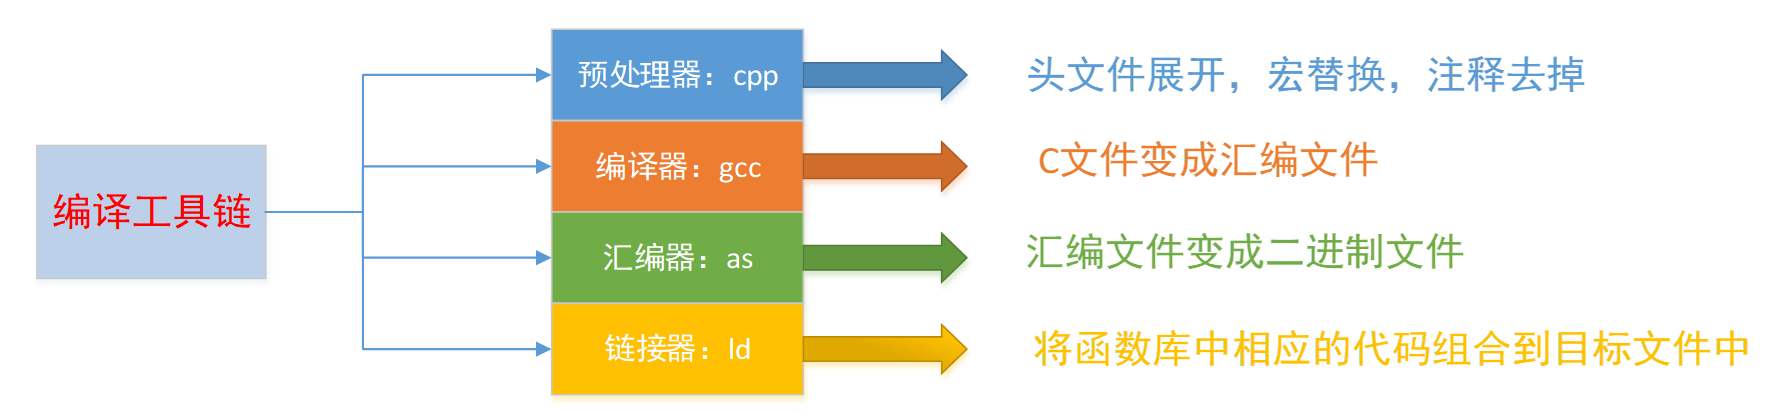 编译工具链
预处理器：cpp
头文件展开，宏替换，注释去掉
编译器：gcc
C文件变成汇编文件
汇编器：as
汇编文件变成二进制文件
链接器：ld
将函数库中相应的代码组合到目标文件中